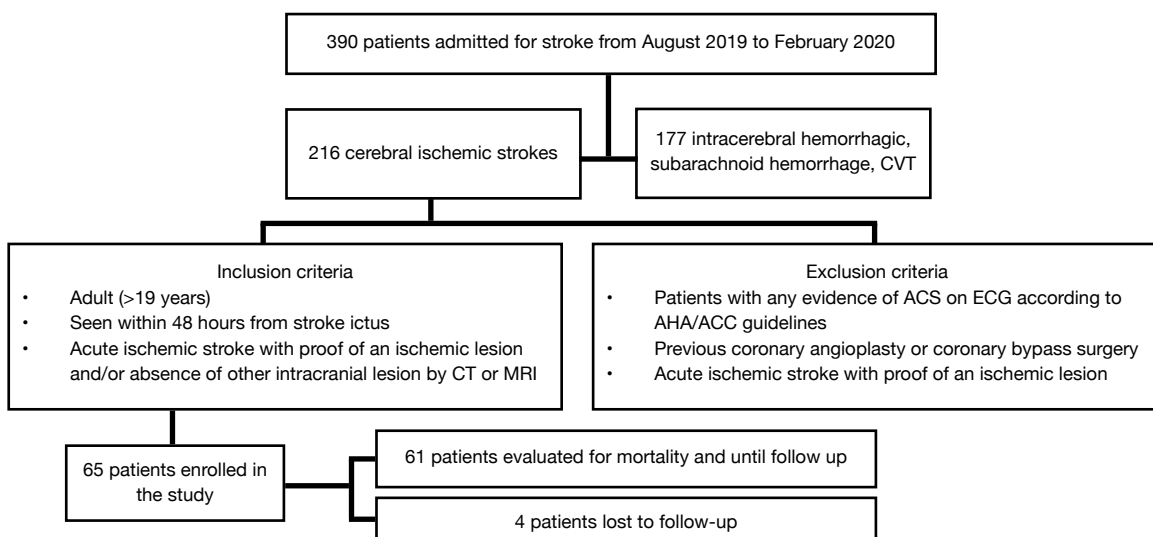 390 patients admitted for stroke from August 2019 to February 2020
216 cerebral ischemic strokes
177 intracerebral hemorrhagic,
subarachnoid hemorrhage, CVT
Inclusion criteria
• Adult (>19 years)
• Seen within 48 hours from stroke ictus
• Acute ischemic stroke with proof of an ischemic lesion
and/or absence of other intracranial lesion by CT or MRI
Exclusion criteria
• Patients with any evidence of ACS on ECG according to
AHA/ACC guidelines
• Previous coronary angioplasty or coronary bypass surgery
• Acute ischemic stroke with proof of an ischemic lesion
65 patients enrolled in
the study
61 patients evaluated for mortality and until follow up
4 patients lost to follow-up